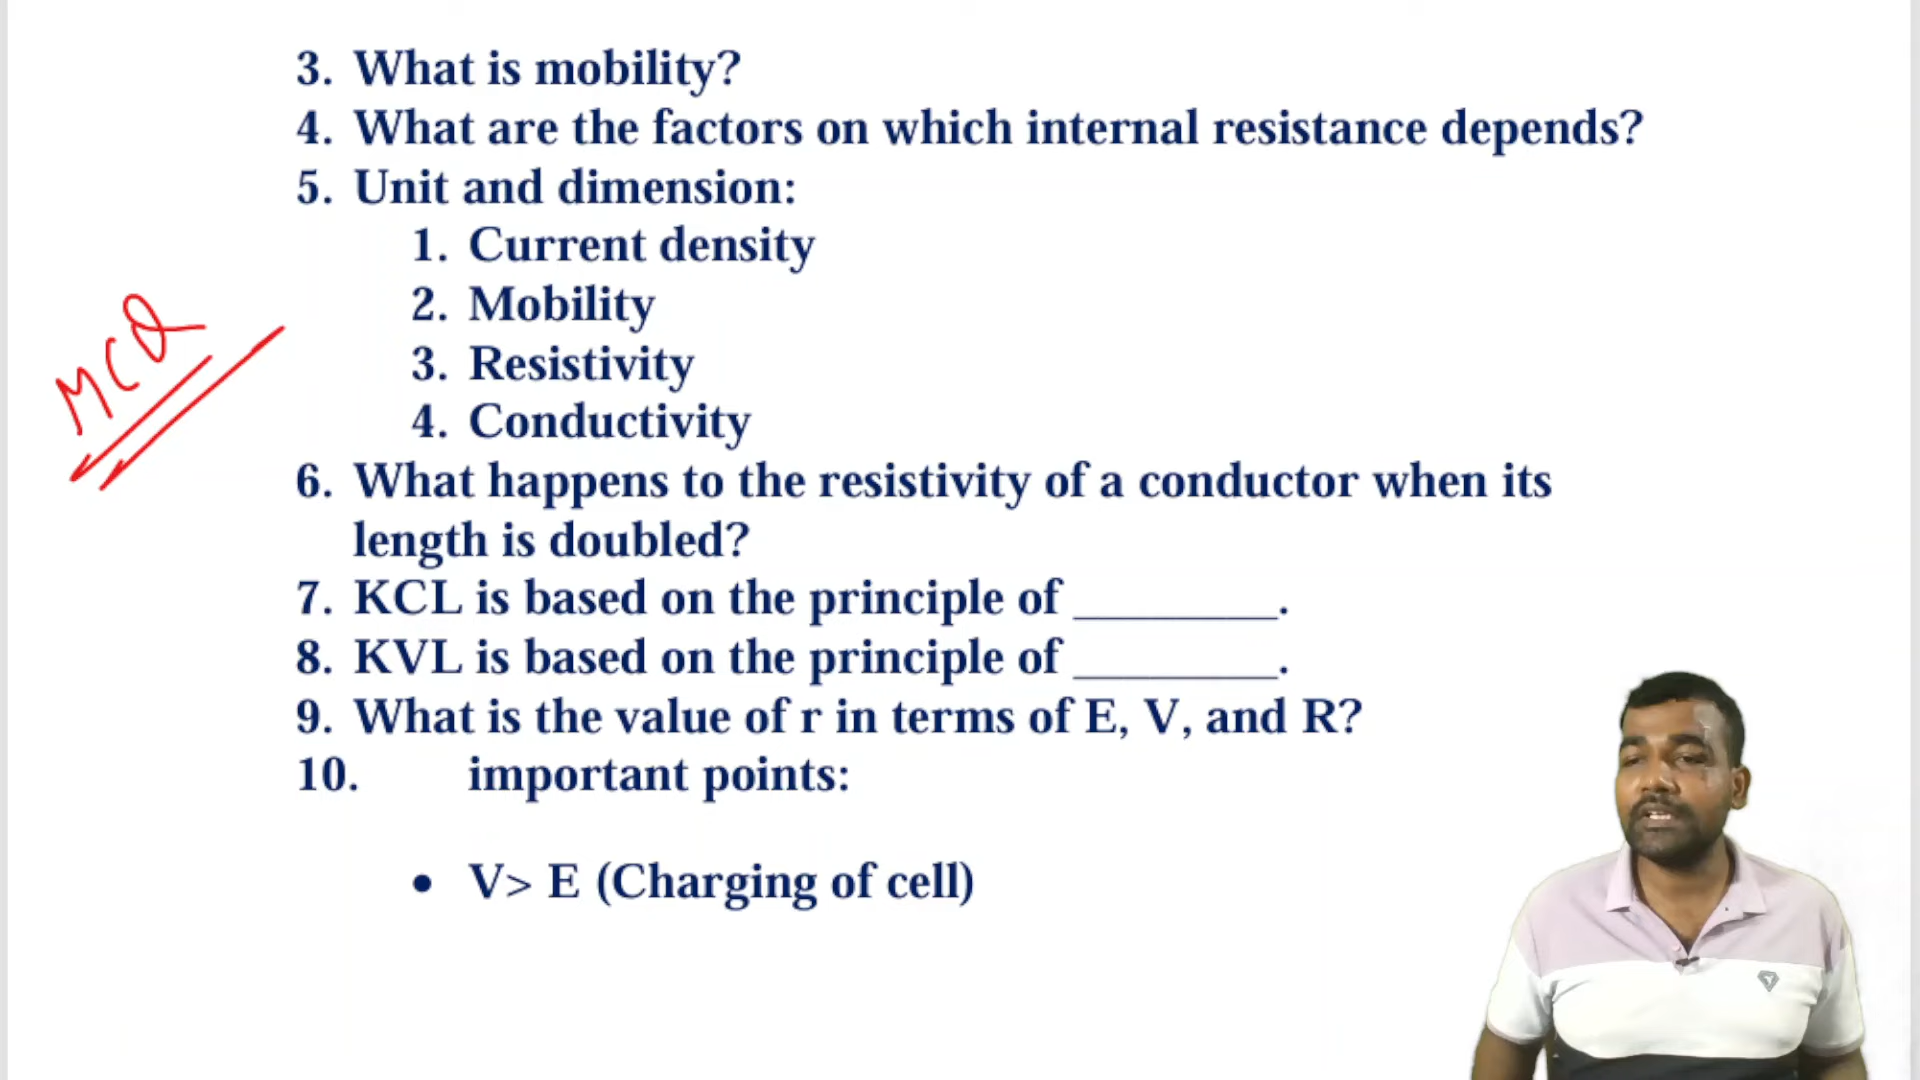 3. What is mobility?
4. What are the factors on which internal resistance depends?
5. Unit and dimension:
1. Current density
2. Mobility
3. Resistivity
4. Conductivity
MCQ
6. What happens to the resistivity of a conductor when its
length is doubled?
7. KCL is based on the principle of _________.
8. KVL is based on the principle of _________.
9. What is the value of r in terms of E, V, and R?
10. important points:
• V> E (Charging of cell)